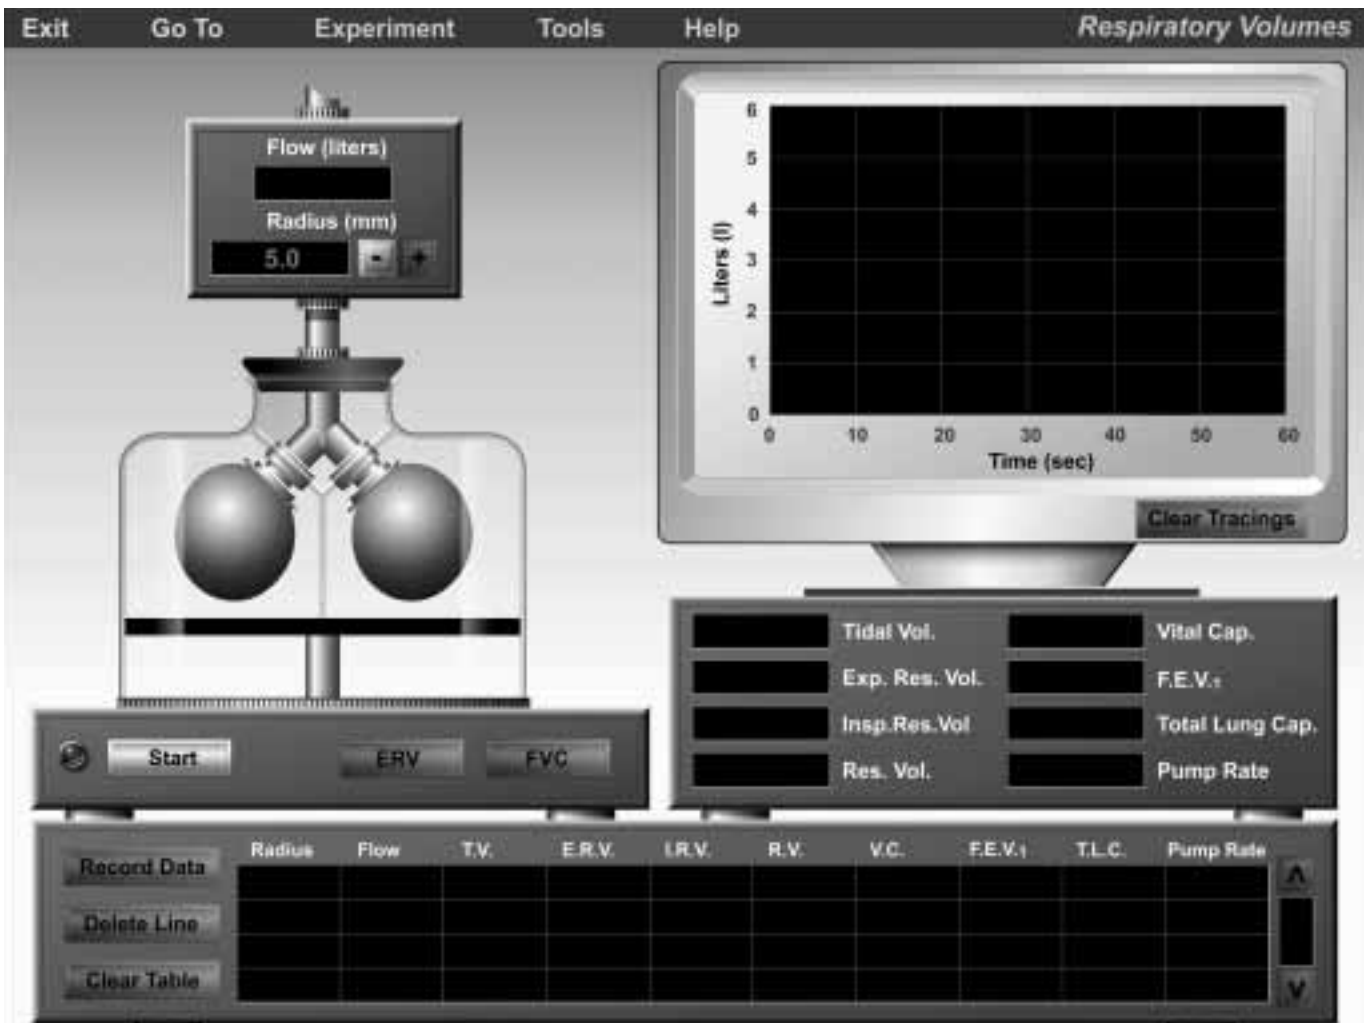 Exit Go To Experiment Tools Help Respiratory Volumes
Flow (liters)
Radius (mm)
5.0 - +
6
5
4
3
2
1
0
Liters (l)
0 10 20 30 40 50 60
Time (sec)
Clear Tracings
Tidal Vol. Vital Cap.
Exp. Res. Vol. F.E.V.₁
Insp.Res.Vol Total Lung Cap.
Res. Vol. Pump Rate
Start ERV FVC
Radius Flow T.V. E.R.V. I.R.V. R.V. V.C. F.E.V.₁ T.L.C. Pump Rate
Record Data
Delete Line
Clear Table